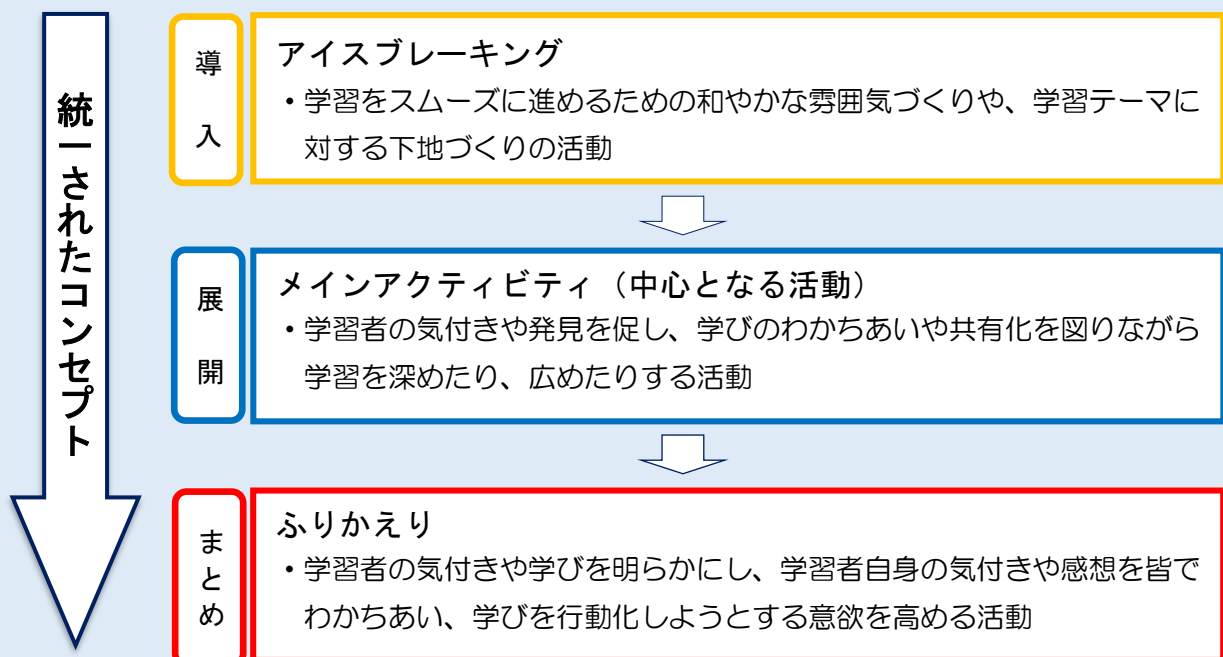 統一されたコンセプト
導入
アイスブレーキング
・学習をスムーズに進めるための和やかな雰囲気づくりや、学習テーマに
対する下地づくりの活動
展開
メインアクティビティ（中心となる活動）
・学習者の気付きや発見を促し、学びのわかちあいや共有化を図りながら
学習を深めたり、広めたりする活動
まとめ
ふりかえり
・学習者の気付きや学びを明らかにし、学習者自身の気付きや感想を皆で
わかちあい、学びを行動化しようとする意欲を高める活動